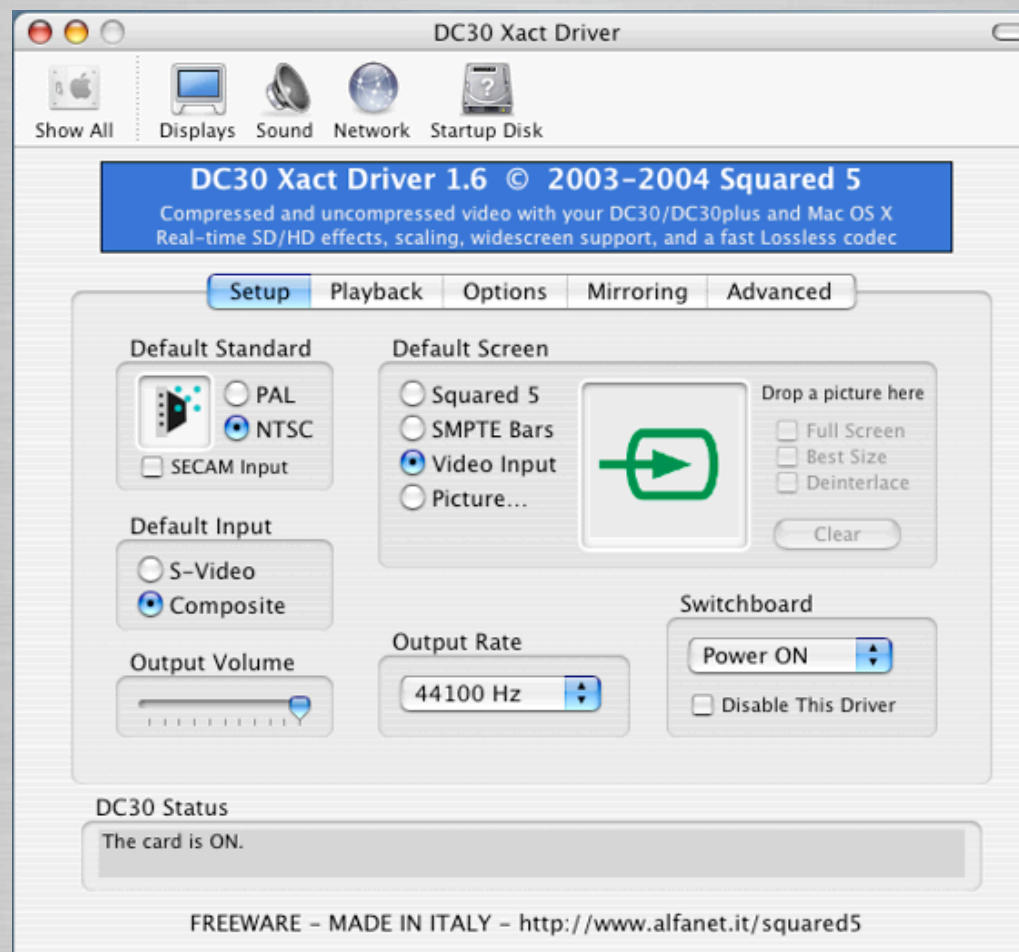 DC30 Xact Driver
Show All Displays Sound Network Startup Disk
DC30 Xact Driver 1.6 © 2003-2004 Squared 5
Compressed and uncompressed video with your DC30/DC30plus and Mac OS X
Real-time SD/HD effects, scaling, widescreen support, and a fast Lossless codec
Setup Playback Options Mirroring Advanced
Default Standard
PAL
NTSC
SECAM Input
Default Screen
Squared 5
SMPTE Bars
Video Input
Picture...
Drop a picture here
Full Screen
Best Size
Deinterlace
Clear
Default Input
S-Video
Composite
Output Volume
Output Rate
44100 Hz
Switchboard
Power ON
Disable This Driver
DC30 Status
The card is ON.
FREEWARE - MADE IN ITALY - http://www.alfanet.it/squared5